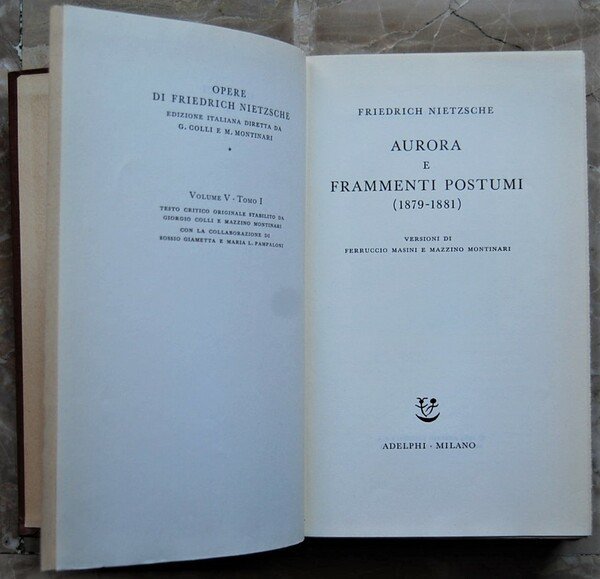 OPERE
DI FRIEDRICH NIETZSCHE
EDIZIONE ITALIANA DIRETTA DA
G. COLLI E M. MONTINARI
*
VOLUME V · TOMO I
TESTO CRITICO ORIGINALE STABILITO DA
GIORGIO COLLI E MAZZINO MONTINARI
CON LA COLLABORAZIONE DI
SOSSIO GIAMETTA E MARIA L. PAMPALONI
FRIEDRICH NIETZSCHE
AURORA
E
FRAMMENTI POSTUMI
(1879-1881)
VERSIONI DI
FERRUCCIO MASINI E MAZZINO MONTINARI
ADELPHI · MILANO